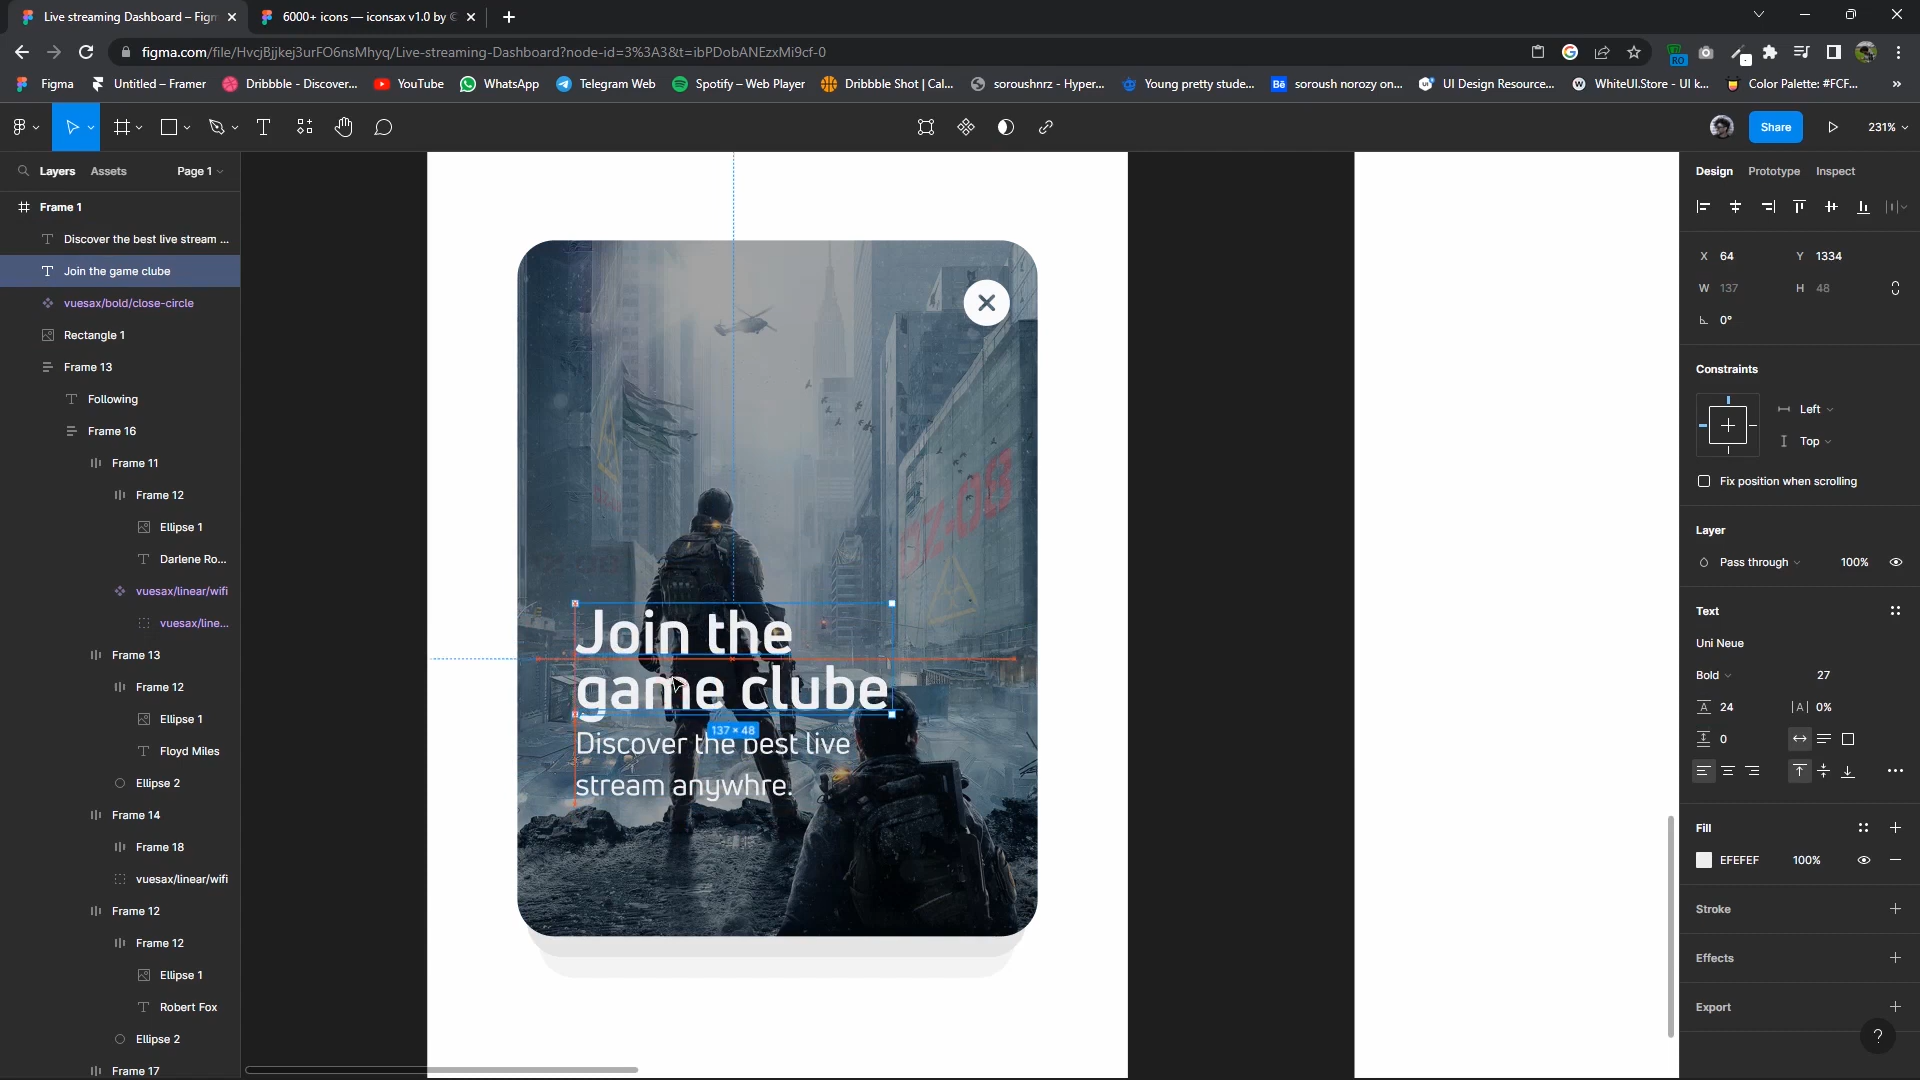 Live streaming Dashboard – Figm
6000+ icons — iconsax v1.0 by
figma.com/file/HvcjBjjkej3urFO6nsMhyq/Live-streaming-Dashboard?node-id=3%3A3&t=ibPDobANEzxMi9cf-0
RO
Figma
Untitled – Framer
Dribbble - Discover...
YouTube
WhatsApp
Telegram Web
Spotify – Web Player
Dribbble Shot | Cal...
soroushnrz - Hyper...
Young pretty stude...
Bē soroush norozy on...
UI Design Resource...
WhiteUI.Store - UI k...
Color Palette: #FCF...
Share
231%
Layers
Assets
Page 1
Frame 1
Discover the best live stream ...
Join the game clube
vuesax/bold/close-circle
Rectangle 1
Frame 13
Following
Frame 16
Frame 11
Frame 12
Ellipse 1
Darlene Ro...
vuesax/linear/wifi
vuesax/line...
Frame 13
Frame 12
Ellipse 1
Floyd Miles
Ellipse 2
Frame 14
Frame 18
vuesax/linear/wifi
Frame 12
Frame 12
Ellipse 1
Robert Fox
Ellipse 2
Frame 17
DZ-08
Join the
game clube
137 × 48
Discover the best live
stream anywhre.
Design
Prototype
Inspect
X 64
Y 1334
W 137
H 48
0°
Constraints
Left
Top
Fix position when scrolling
Layer
Pass through
100%
Text
Uni Neue
Bold
27
A 24
|A| 0%
0
Fill
EFEFEF
100%
Stroke
Effects
Export
?